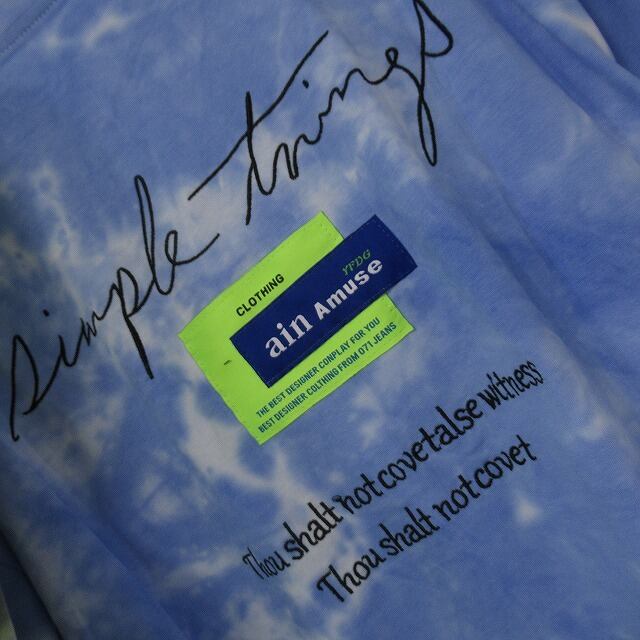 simple things
CLOTHING
YFDG
ain Amuse
THE BEST DESIGNER CONPLAY FOR YOU
BEST DESIGNER CUTHING FROM 071 JEANS
Thou shalt not covetalse witness
Thou shalt not covet